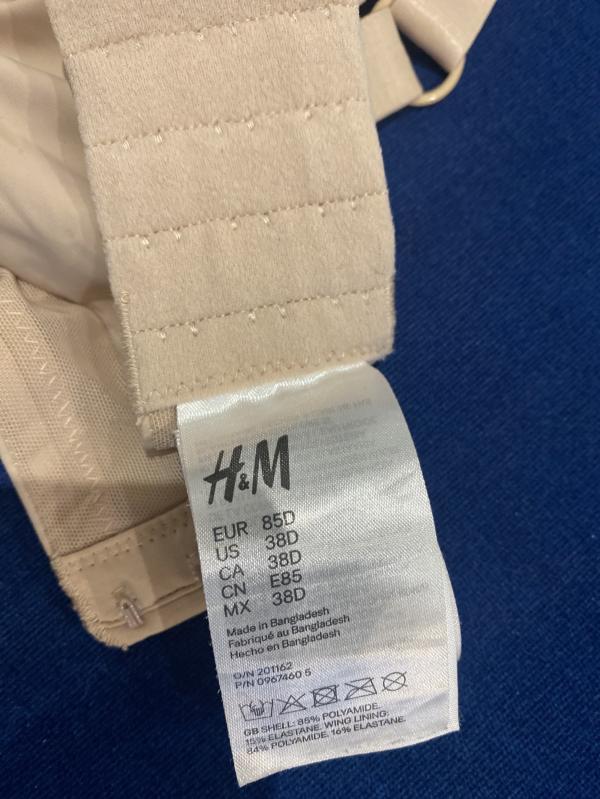 H&M
EUR 85D
US 38D
CA 38D
CN E85
MX 38D
Made in Bangladesh
Fabriqué au Bangladesh
Hecho en Bangladesh
O/N 201162
P/N 0967460 5
GB SHELL: 85% POLYAMIDE.
15% ELASTANE. WING LINING:
84% POLYAMIDE. 16% ELASTANE.